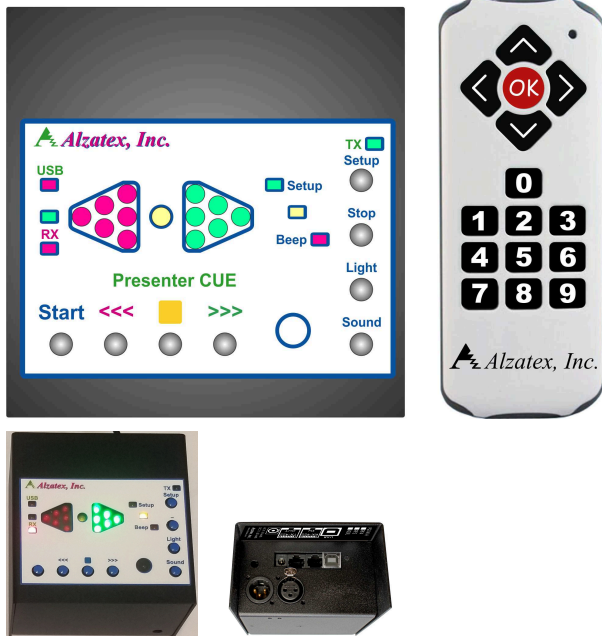 Alzatex, Inc.
TX
Setup
USB
Setup
Stop
RX
Beep
Light
Presenter CUE
Start <<< >>>
Sound
OK
0
1 2 3
4 5 6
7 8 9
Alzatex, Inc.
Alzatex, Inc.
TX
Setup
USB
Setup
RX
Beep
Light
<<< >>>
Sound